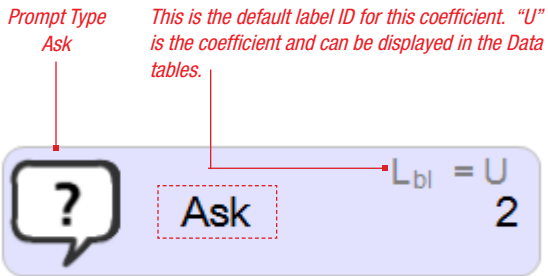 Prompt Type
Ask
This is the default label ID for this coefficient. “U”
is the coefficient and can be displayed in the Data
tables.
?
Ask
Lbl = U
2